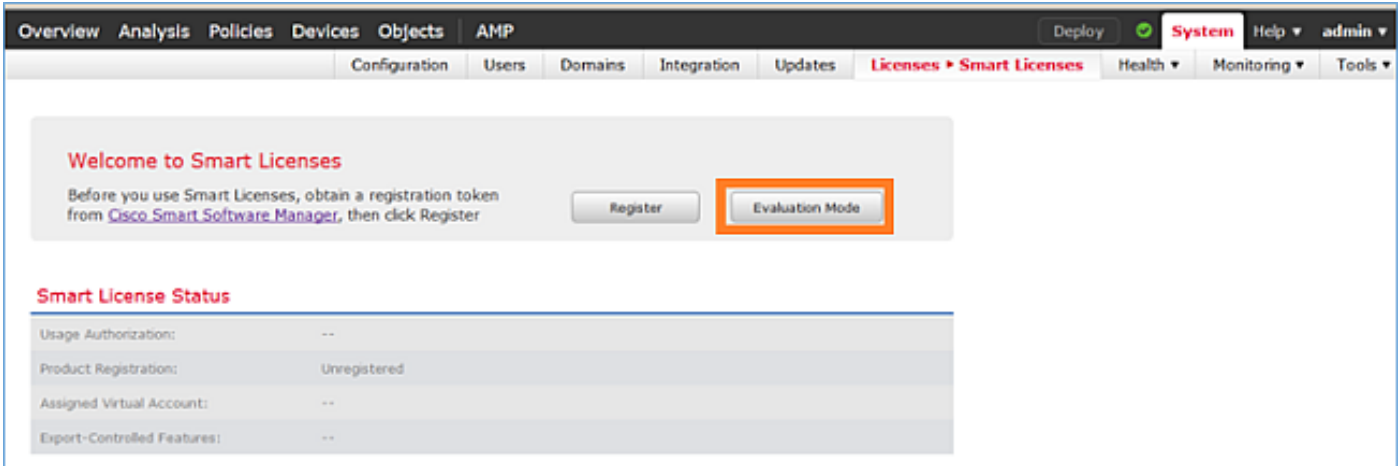 Overview Analysis Policies Devices Objects AMP Deploy System Help ▾ admin ▾
Configuration Users Domains Integration Updates Licenses ▸ Smart Licenses Health ▾ Monitoring ▾ Tools ▾
Welcome to Smart Licenses
Before you use Smart Licenses, obtain a registration token
from Cisco Smart Software Manager, then click Register
Register Evaluation Mode
Smart License Status
Usage Authorization: --
Product Registration: Unregistered
Assigned Virtual Account: --
Export-Controlled Features: --